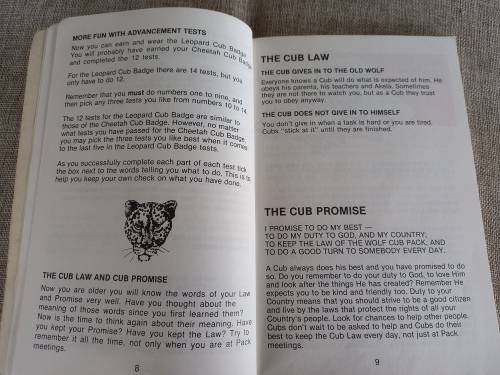 MORE FUN WITH ADVANCEMENT TESTS
Now you can earn and wear the Leopard Cub Badge
You will probably have earned your Cheetah Cub Badge
and completed the 12 tests.
For the Leopard Cub Badge there are 14 tests, but you
only have to do 12.
Remember that you must do numbers one to nine, and
then pick any three tests you like from numbers 10 to 14.
The 12 tests for the Leopard Cub Badge are similar to
those of the Cheetah Cub Badge. However, no matter
what tests you have passed for the Cheetah Cub Badge,
you may pick the three tests you like best when it comes
to the last five in the Leopard Cub Badge tests.
As you successfully complete each part of each test tick
the box next to the words telling you what to do. This is to
help you keep your own check on what you have done.
THE CUB LAW AND CUB PROMISE
Now you are older you will know the words of your Law
and Promise very well. Have you thought about the
meaning of those words since you first learned them?
Now is the time to think again about their meaning. Have
you kept your Promise? Have you kept the Law? Try to
remember it all the time, not only when you are at Pack
meetings.
8
THE CUB LAW
THE CUB GIVES IN TO THE OLD WOLF
Everyone knows a Cub will do what is expected of him. He
obeys his parents, his teachers and Akela. Sometimes
they are not there to watch you, but as a Cub they trust
you to obey anyway.
THE CUB DOES NOT GIVE IN TO HIMSELF
You don't give in when a task is hard or you are tired.
Cubs "stick at it" until they are finished.
THE CUB PROMISE
I PROMISE TO DO MY BEST —
TO DO MY DUTY TO GOD, AND MY COUNTRY;
TO KEEP THE LAW OF THE WOLF CUB PACK, AND
TO DO A GOOD TURN TO SOMEBODY EVERY DAY.
A Cub always does his best and you have promised to do
so. Do you remember to do your duty to God, to love Him
and look after the things He has created? Remember He
expects you to be kind and friendly too. Duty to your
Country means that you should strive to be a good citizen
and live by the laws that protect the rights of all your
Country's people. Look for chances to help other people.
Cubs don't wait to be asked to help and Cubs do their
best to keep the Cub Law every day, not just at Pack
meetings.
9